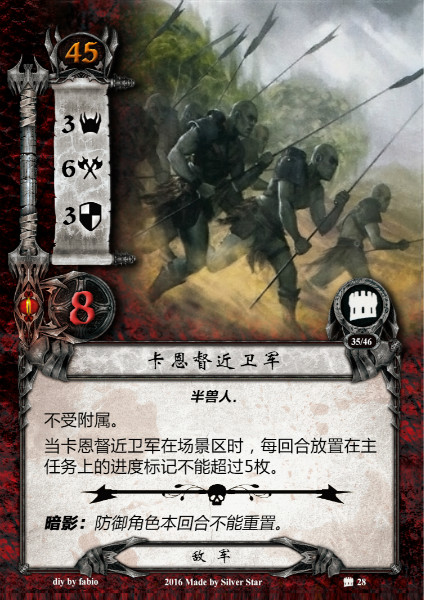 45
3
6
3
8
35/46
卡恩督近卫军
半兽人.
不受附属。
当卡恩督近卫军在场景区时，每回合放置在主
任务上的进度标记不能超过5枚。
暗影：防御角色本回合不能重置。
敌 军
diy by fabio 2016 Made by Silver Star 28